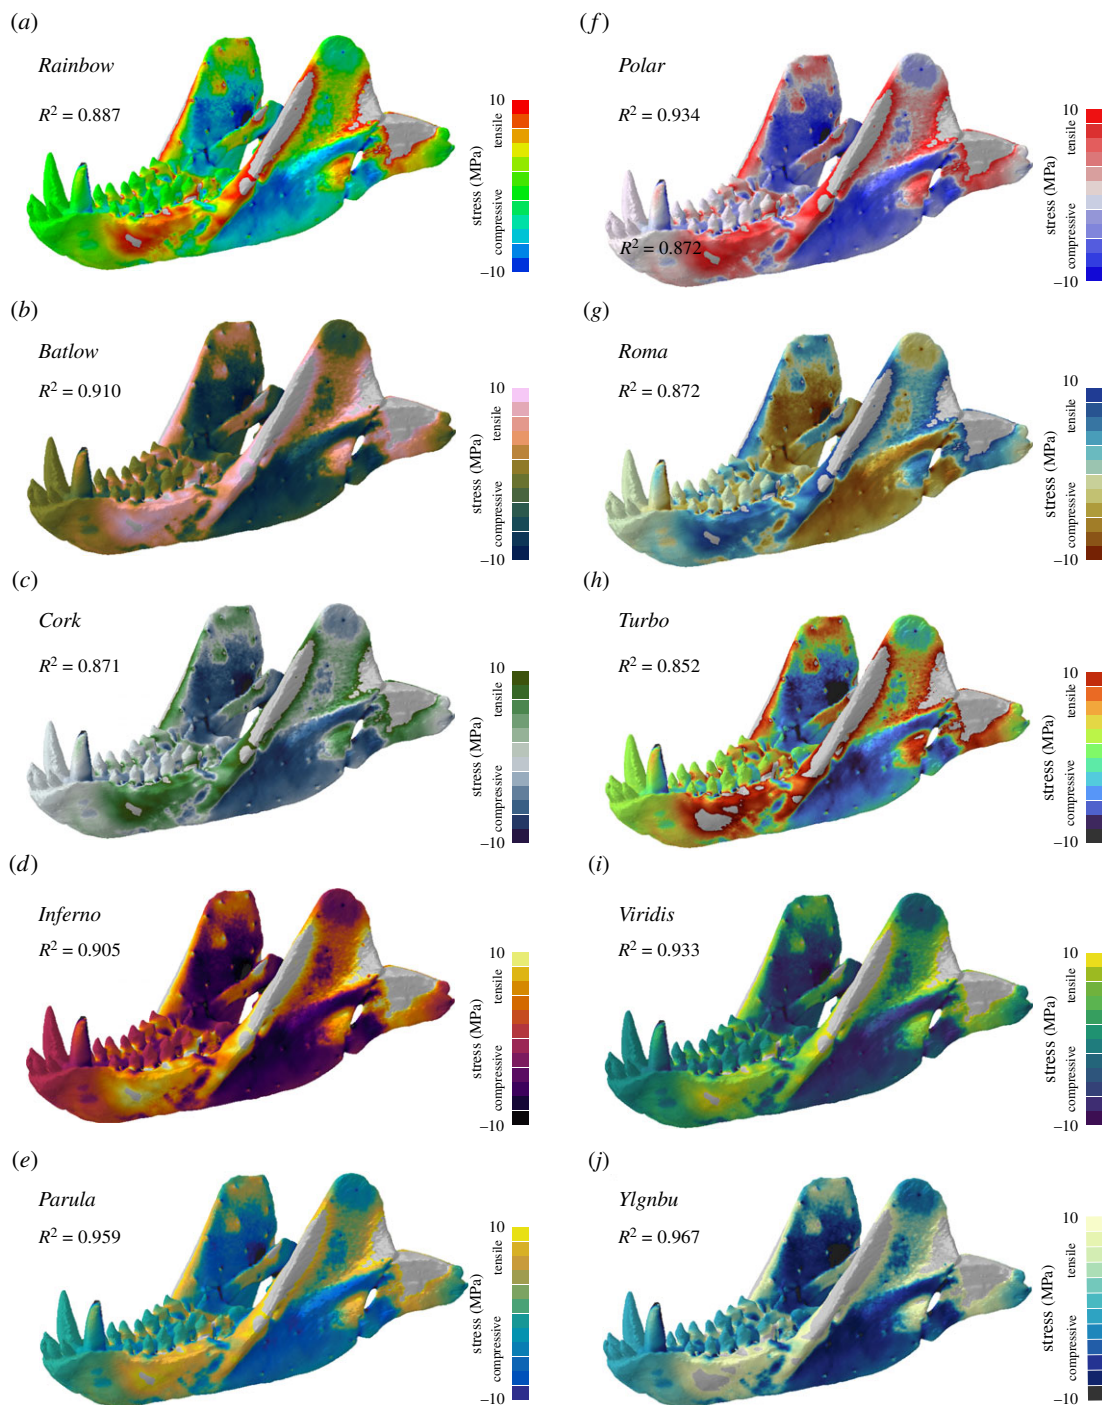 (a)
Rainbow
R² = 0.887
10
tensile
stress (MPa)
compressive
–10
(b)
Batlow
R² = 0.910
10
tensile
stress (MPa)
compressive
–10
(c)
Cork
R² = 0.871
10
tensile
stress (MPa)
compressive
–10
(d)
Inferno
R² = 0.905
10
tensile
stress (MPa)
compressive
–10
(e)
Parula
R² = 0.959
10
tensile
stress (MPa)
compressive
–10
(f)
Polar
R² = 0.934
R² = 0.872
10
tensile
stress (MPa)
compressive
–10
(g)
Roma
R² = 0.872
10
tensile
stress (MPa)
compressive
–10
(h)
Turbo
R² = 0.852
10
tensile
stress (MPa)
compressive
–10
(i)
Viridis
R² = 0.933
10
tensile
stress (MPa)
compressive
–10
(j)
Ylgnbu
R² = 0.967
10
tensile
stress (MPa)
compressive
–10